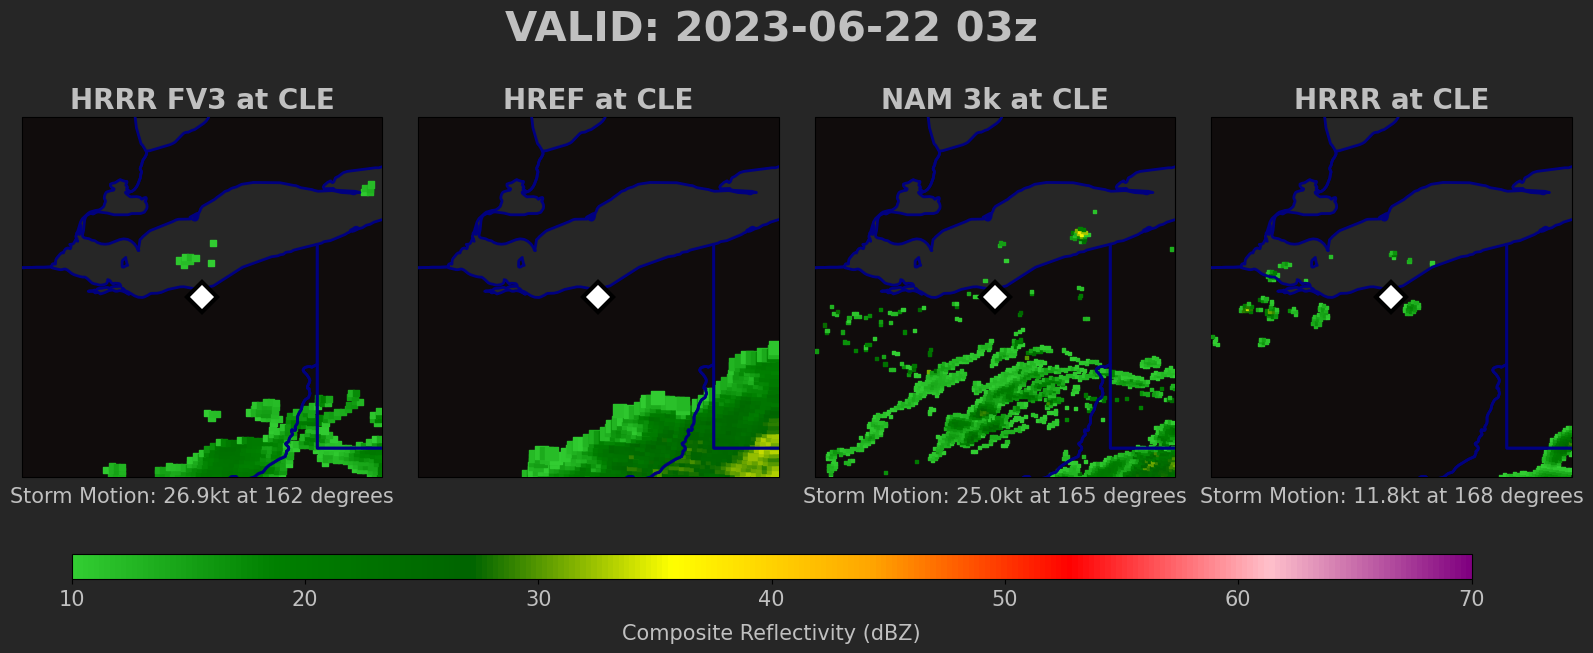 VALID: 2023-06-22 03z
HRRR FV3 at CLE
HREF at CLE
NAM 3k at CLE
HRRR at CLE
Storm Motion: 26.9kt at 162 degrees
Storm Motion: 25.0kt at 165 degrees
Storm Motion: 11.8kt at 168 degrees
10 20 30 40 50 60 70
Composite Reflectivity (dBZ)